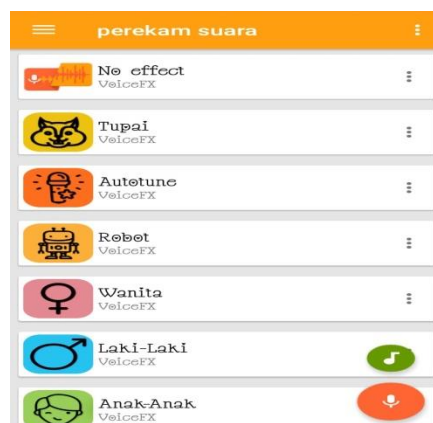 perekam suara
No effect
VoiceFX
Tupai
VoiceFX
Autotune
VoiceFX
Robot
VoiceFX
Wanita
VoiceFX
Laki-Laki
VoiceFX
Anak-Anak
VoiceFX